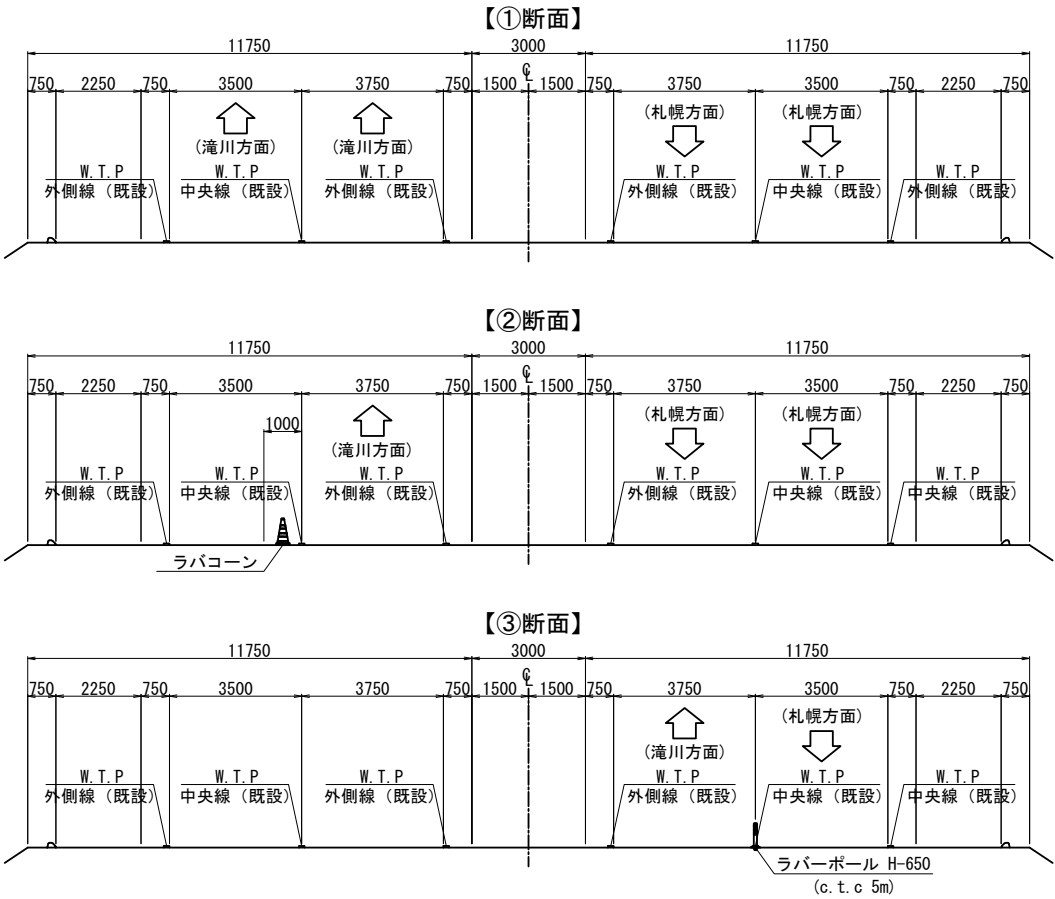 【①断面】
11750 3000 11750
750 2250 750 3500 3750 750 1500 ℄ 1500 750 3750 3500 750 2250 750
(滝川方面) (滝川方面) (札幌方面) (札幌方面)
W.T.P W.T.P W.T.P W.T.P W.T.P W.T.P
外側線（既設） 中央線（既設） 外側線（既設） 外側線（既設） 中央線（既設） 外側線（既設）
【②断面】
11750 3000 11750
750 2250 750 3500 3750 750 1500 ℄ 1500 750 3750 3500 750 2250 750
1000 (滝川方面) (札幌方面) (札幌方面)
W.T.P W.T.P W.T.P W.T.P W.T.P W.T.P
外側線（既設） 中央線（既設） 外側線（既設） 外側線（既設） 中央線（既設） 中央線（既設）
ラバコーン
【③断面】
11750 3000 11750
750 2250 750 3500 3750 750 1500 ℄ 1500 750 3750 3500 750 2250 750
(滝川方面) (札幌方面)
W.T.P W.T.P W.T.P W.T.P W.T.P W.T.P
外側線（既設） 中央線（既設） 外側線（既設） 外側線（既設） 中央線（既設） 中央線（既設）
ラバーポール H-650
(c.t.c 5m)